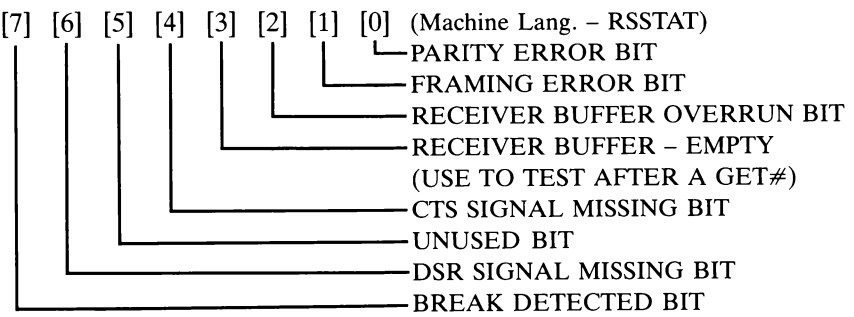 [7] [6] [5] [4] [3] [2] [1] [0] (Machine Lang. – RSSTAT)
PARITY ERROR BIT
FRAMING ERROR BIT
RECEIVER BUFFER OVERRUN BIT
RECEIVER BUFFER – EMPTY
(USE TO TEST AFTER A GET#)
CTS SIGNAL MISSING BIT
UNUSED BIT
DSR SIGNAL MISSING BIT
BREAK DETECTED BIT